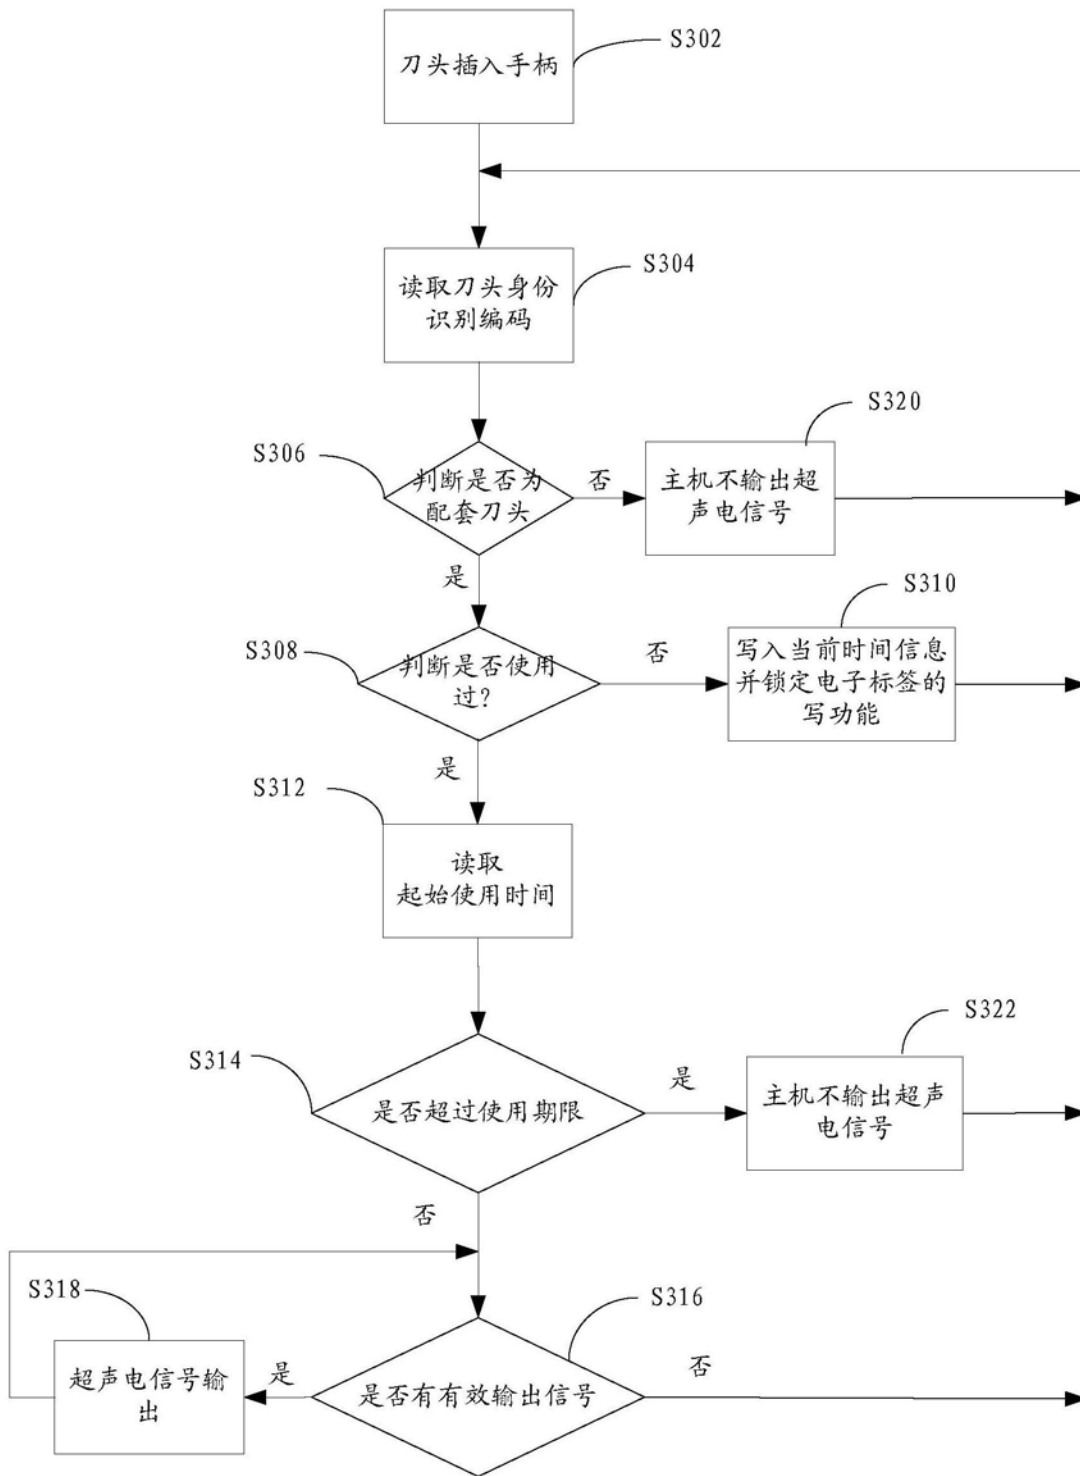 S302
刀头插入手柄
S304
读取刀头身份
识别编码
S320
S306
判断是否为
配套刀头
否
主机不输出超
声电信号
是
S310
S308
判断是否使用
过?
否
写入当前时间信息
并锁定电子标签的
写功能
是
S312
读取
起始使用时间
S322
S314
是否超过使用期限
是
主机不输出超声
电信号
否
S318
S316
超声电信号输
出
是
是否有有效输出信号
否